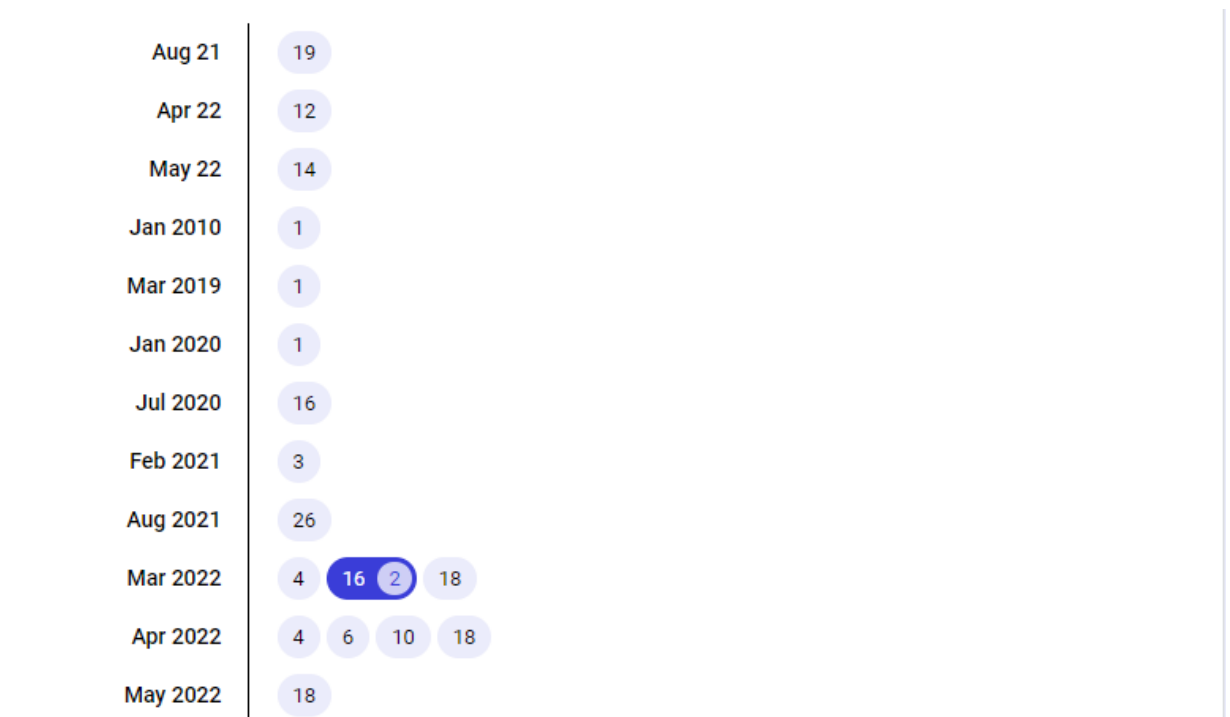 Aug 21 19
Apr 22 12
May 22 14
Jan 2010 1
Mar 2019 1
Jan 2020 1
Jul 2020 16
Feb 2021 3
Aug 2021 26
Mar 2022 4 16 2 18
Apr 2022 4 6 10 18
May 2022 18